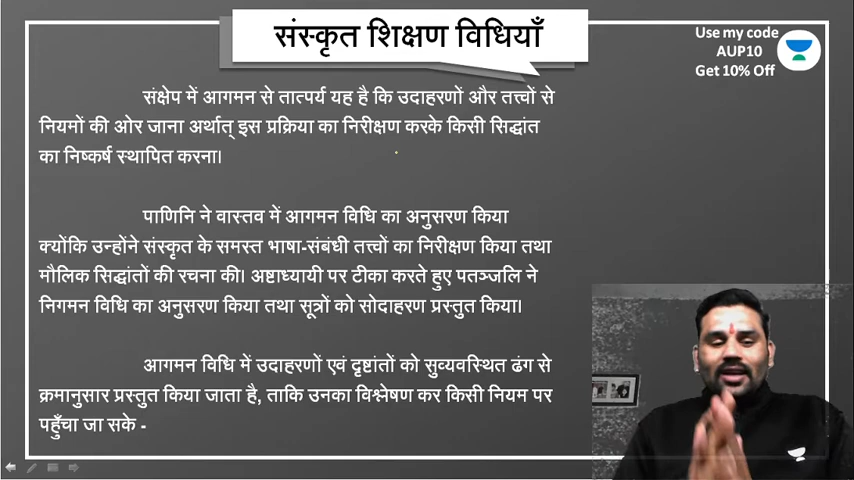 संस्कृत शिक्षण विधियाँ
Use my code
AUP10
Get 10% Off
संक्षेप में आगमन से तात्पर्य यह है कि उदाहरणों और तत्त्वों से
नियमों की ओर जाना अर्थात् इस प्रक्रिया का निरीक्षण करके किसी सिद्धांत
का निष्कर्ष स्थापित करना।
पाणिनि ने वास्तव में आगमन विधि का अनुसरण किया
क्योंकि उन्होंने संस्कृत के समस्त भाषा-संबंधी तत्त्वों का निरीक्षण किया तथा
मौलिक सिद्धांतों की रचना की। अष्टाध्यायी पर टीका करते हुए पतञ्जलि ने
निगमन विधि का अनुसरण किया तथा सूत्रों को सोदाहरण प्रस्तुत किया।
आगमन विधि में उदाहरणों एवं दृष्टांतों को सुव्यवस्थित ढंग से
क्रमानुसार प्रस्तुत किया जाता है, ताकि उनका विश्लेषण कर किसी नियम पर
पहुँचा जा सके -